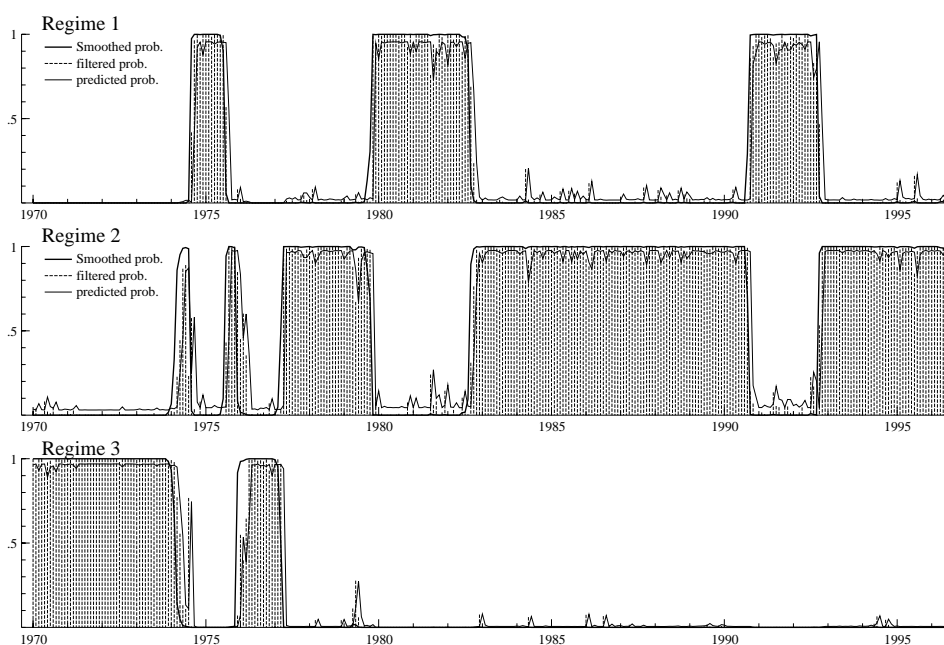 Regime 1
1
Smoothed prob.
filtered prob.
predicted prob.
.5
1970 1975 1980 1985 1990 1995
Regime 2
1
Smoothed prob.
filtered prob.
predicted prob.
.5
1970 1975 1980 1985 1990 1995
Regime 3
1
.5
1970 1975 1980 1985 1990 1995